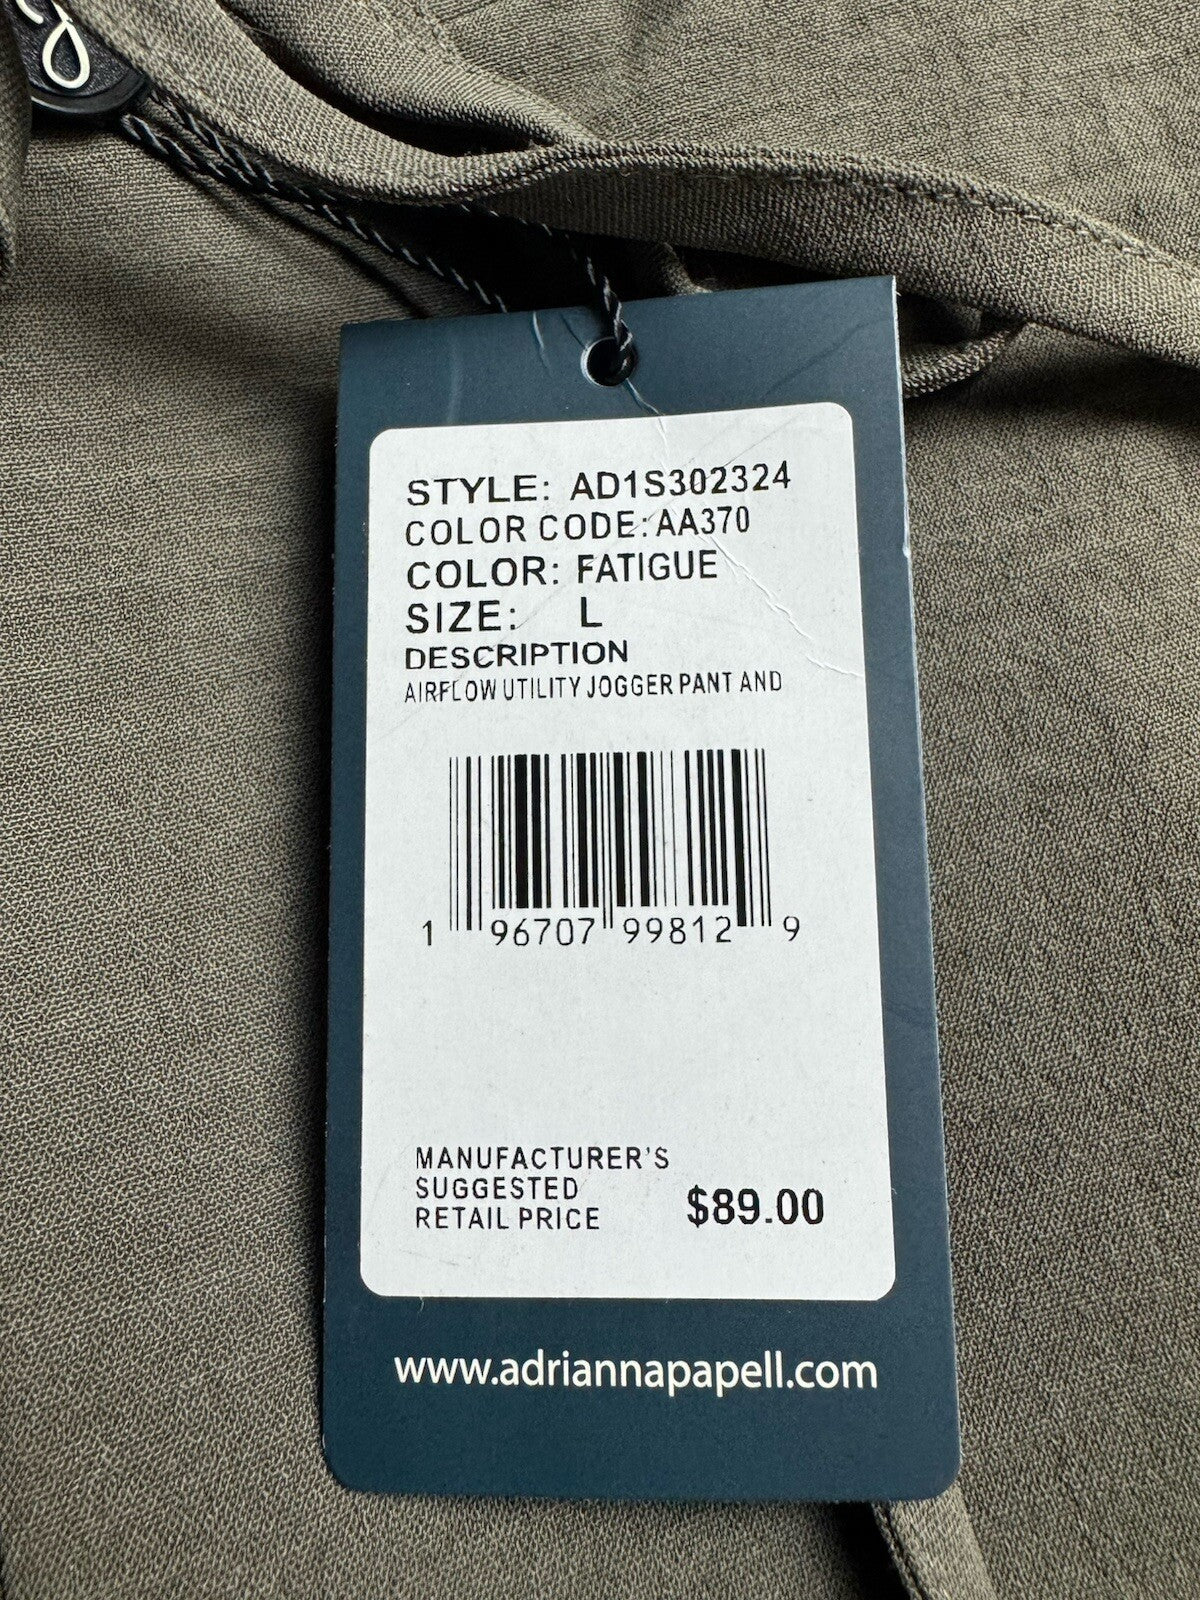 STYLE: AD1S302324
COLOR CODE: AA370
COLOR: FATIGUE
SIZE: L
DESCRIPTION
AIRFLOW UTILITY JOGGER PANT AND
1 96707 99812 9
MANUFACTURER'S
SUGGESTED
RETAIL PRICE $89.00
www.adriannapapell.com